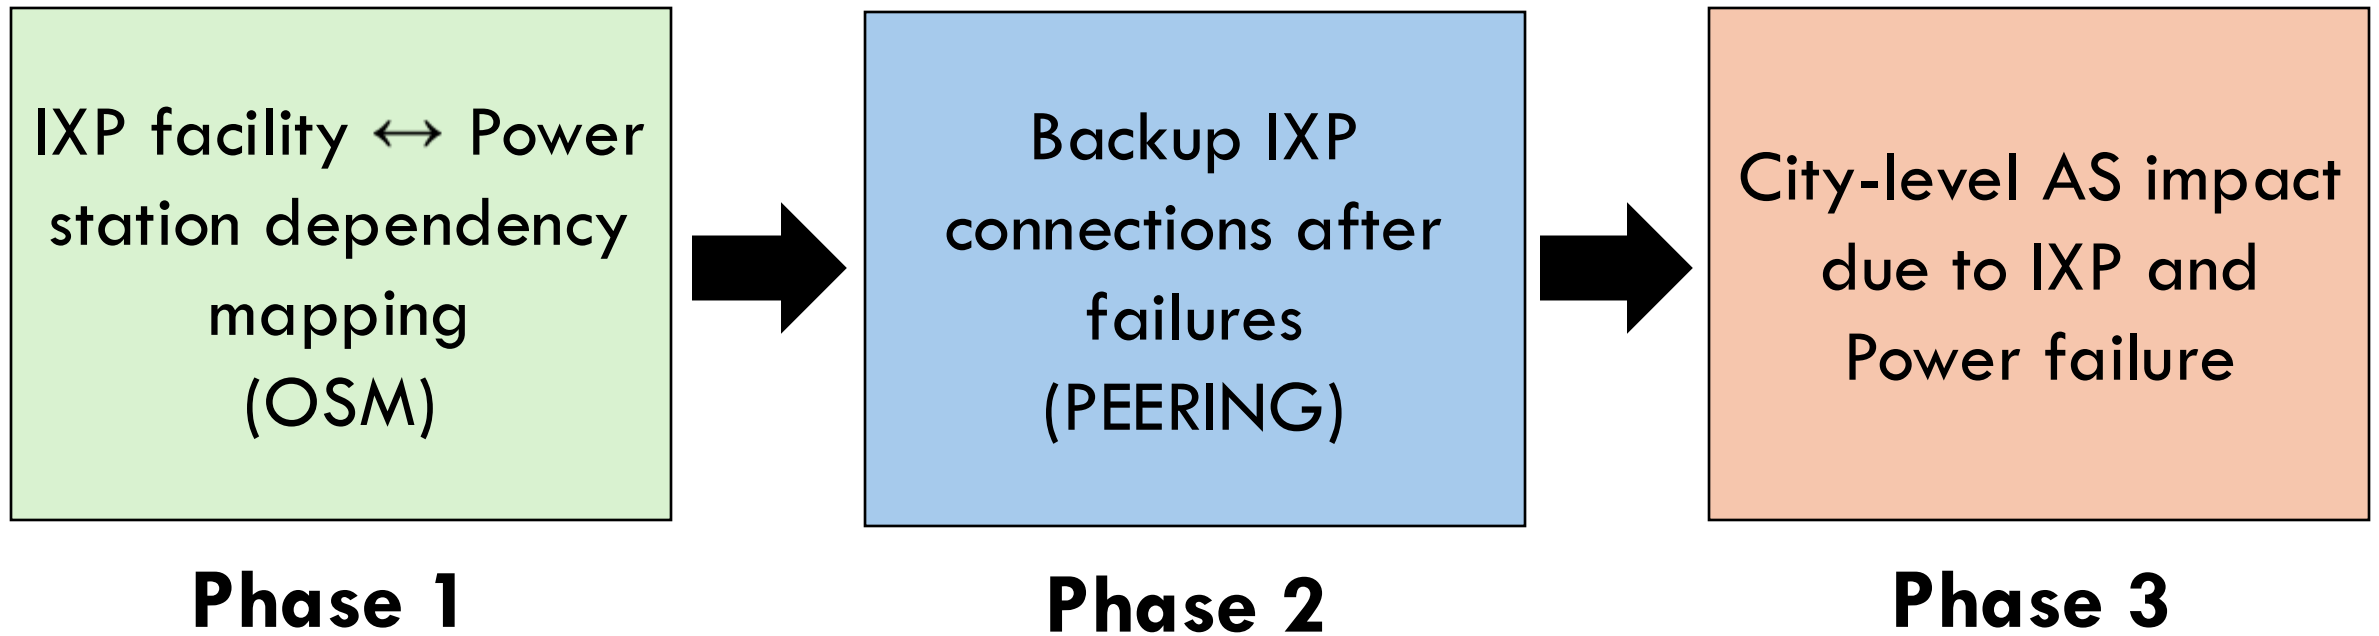 IXP facility ↔ Power
station dependency
mapping
(OSM)
Phase 1
Backup IXP
connections after
failures
(PEERING)
Phase 2
City-level AS impact
due to IXP and
Power failure
Phase 3